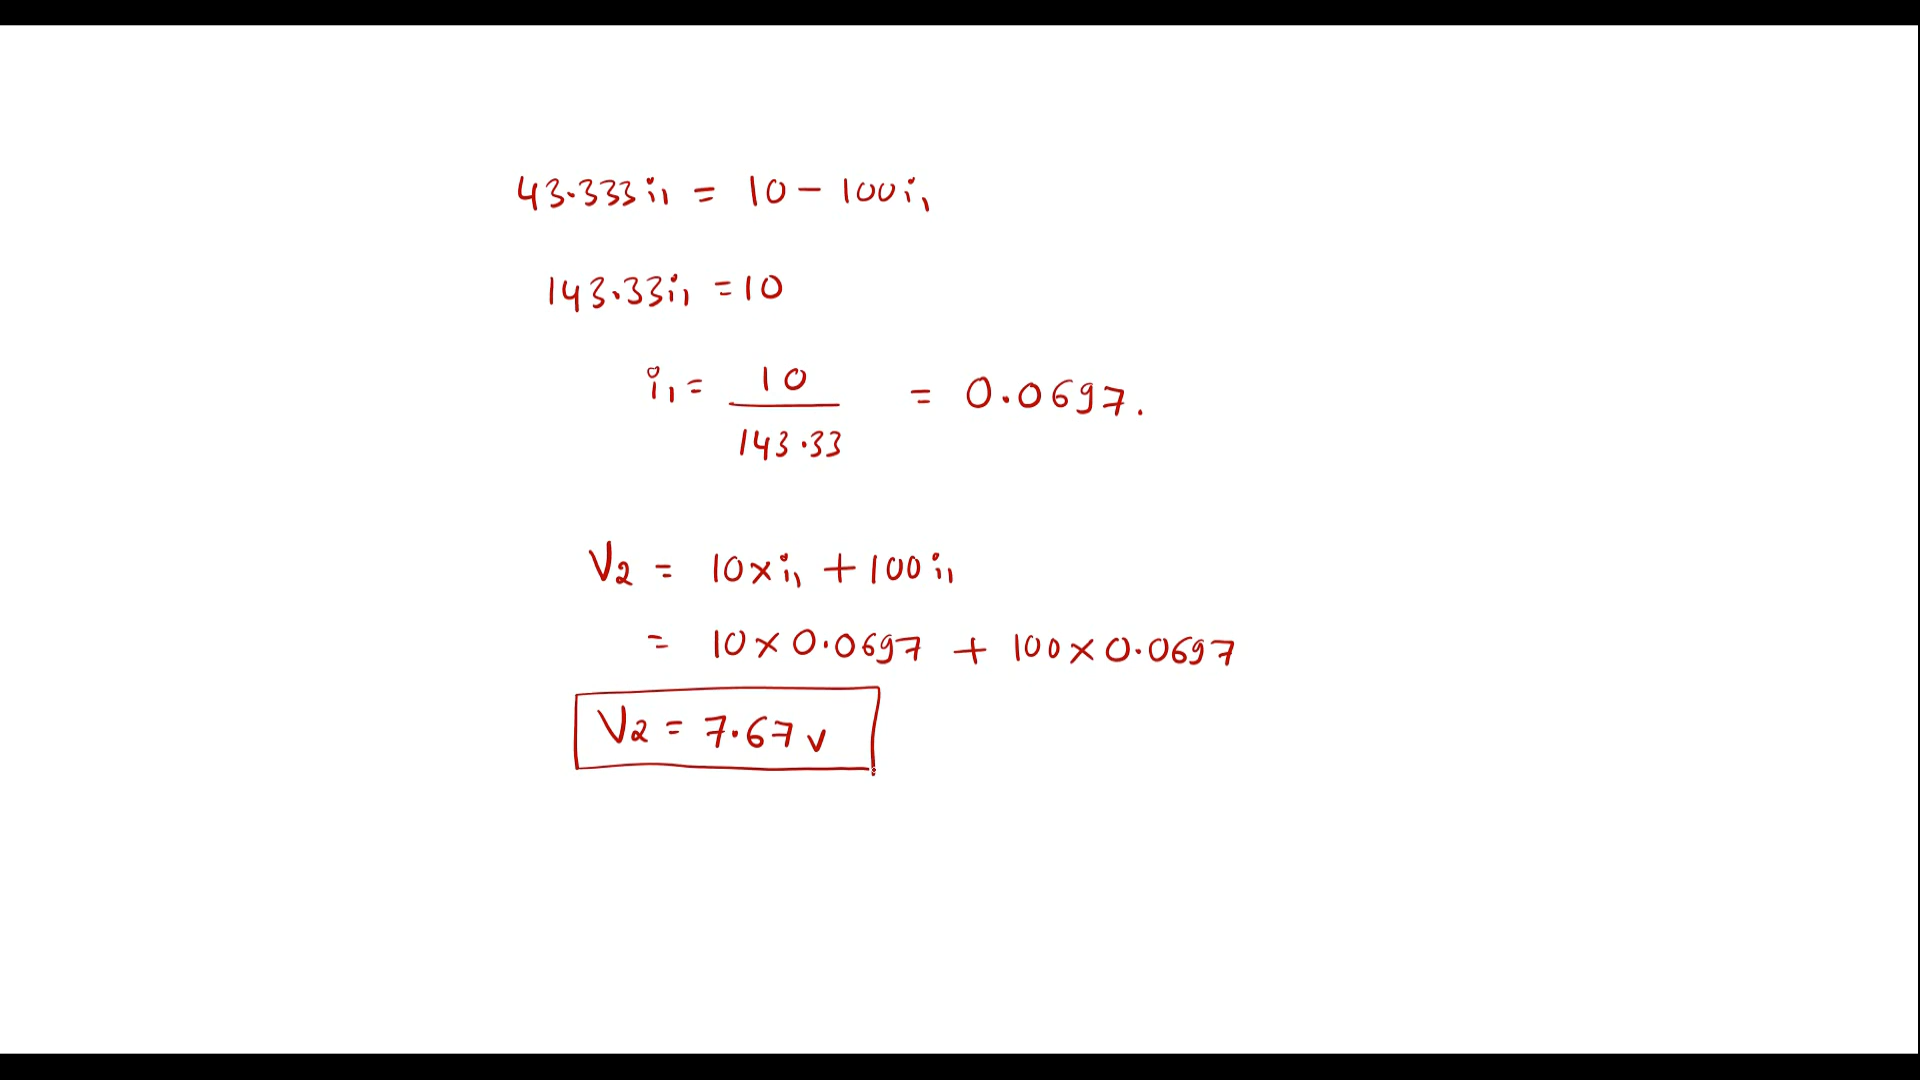 43.333i₁ = 10 - 100i₁
143.33i₁ = 10
i₁ = 10/143.33 = 0.0697.
V₂ = 10×i₁ + 100i₁
= 10×0.0697 + 100×0.0697
V₂ = 7.67v